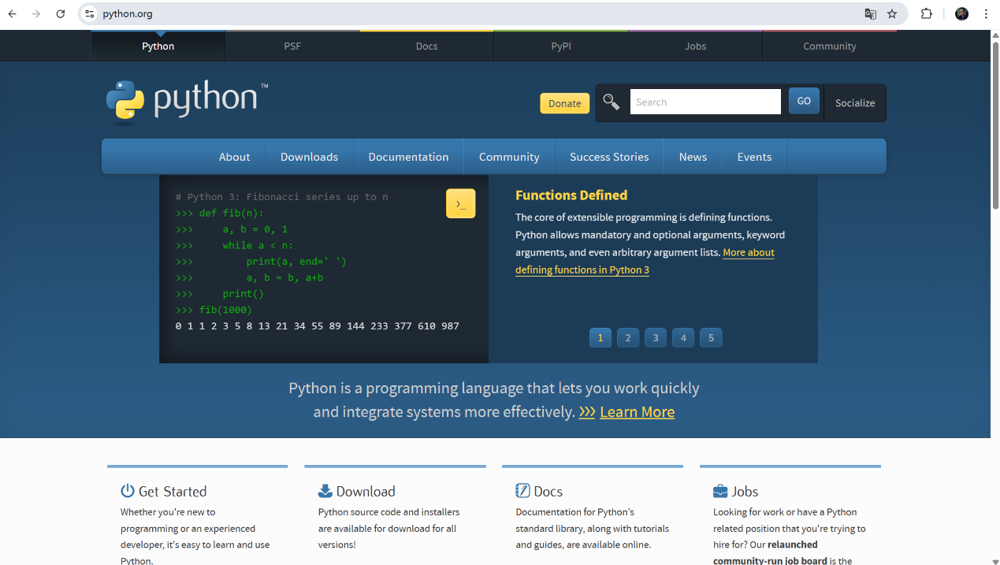 python.org
Python
PSF
Docs
PyPI
Jobs
Community
python™
Donate
Search
GO
Socialize
About
Downloads
Documentation
Community
Success Stories
News
Events
# Python 3: Fibonacci series up to n
>>> def fib(n):
>>>     a, b = 0, 1
>>>     while a < n:
>>>         print(a, end=' ')
>>>         a, b = b, a+b
>>>     print()
>>> fib(1000)
0 1 1 2 3 5 8 13 21 34 55 89 144 233 377 610 987
>_
Functions Defined
The core of extensible programming is defining functions.
Python allows mandatory and optional arguments, keyword
arguments, and even arbitrary argument lists. More about
defining functions in Python 3
1
2
3
4
5
Python is a programming language that lets you work quickly
and integrate systems more effectively. >>> Learn More
Get Started
Whether you're new to
programming or an experienced
developer, it's easy to learn and use
Python.
Download
Python source code and installers
are available for download for all
versions!
Docs
Documentation for Python's
standard library, along with tutorials
and guides, are available online.
Jobs
Looking for work or have a Python
related position that you're trying to
hire for? Our relaunched
community-run job board is the